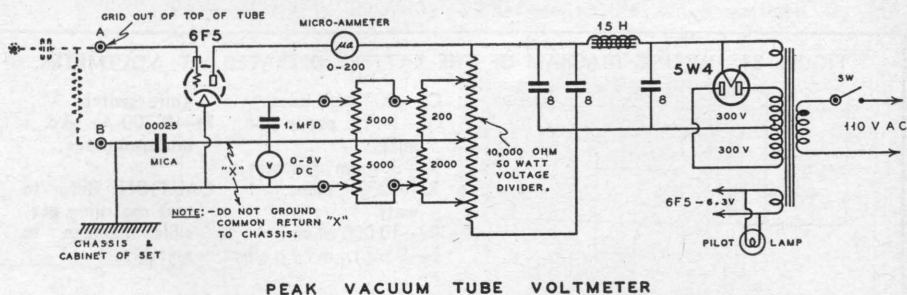 GRID OUT OF TOP OF TUBE
A
6F5
MICRO-AMMETER
μa
0-200
15 H
5W4
SW
8
8
8
300 V
300 V
110 V AC
5000
200
5000
2000
10,000 OHM
50 WATT
VOLTAGE
DIVIDER.
1. MFD
V
0-8V
DC
B
00025
MICA
"X"
NOTE:- DO NOT GROUND
COMMON RETURN "X"
TO CHASSIS.
CHASSIS &
CABINET OF SET
6F5-6.3V
PILOT LAMP
PEAK VACUUM TUBE VOLTMETER